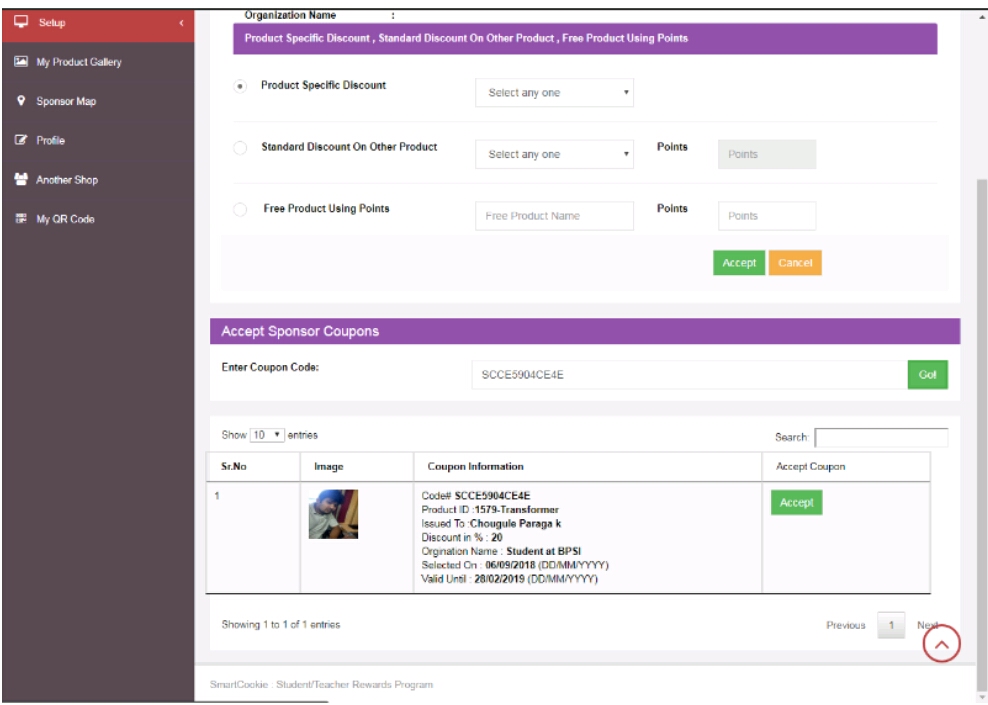 Setup
My Product Gallery
Sponsor Map
Profile
Another Shop
My QR Code
Organization Name :
Product Specific Discount , Standard Discount On Other Product , Free Product Using Points
Product Specific Discount Select any one
Standard Discount On Other Product Select any one Points Points
Free Product Using Points Free Product Name Points Points
Accept Cancel
Accept Sponsor Coupons
Enter Coupon Code: SCCE5904CE4E Go!
Show 10 entries Search:
Sr.No Image Coupon Information Accept Coupon
1 Code# SCCE5904CE4E Accept
Product ID :1579-Transformer
Issued To :Chougule Paraga k
Discount in % : 20
Orgination Name : Student at BPSI
Selected On : 06/09/2018 (DD/MM/YYYY)
Valid Until : 28/02/2019 (DD/MM/YYYY)
Showing 1 to 1 of 1 entries Previous 1 Next
SmartCookie : Student/Teacher Rewards Program